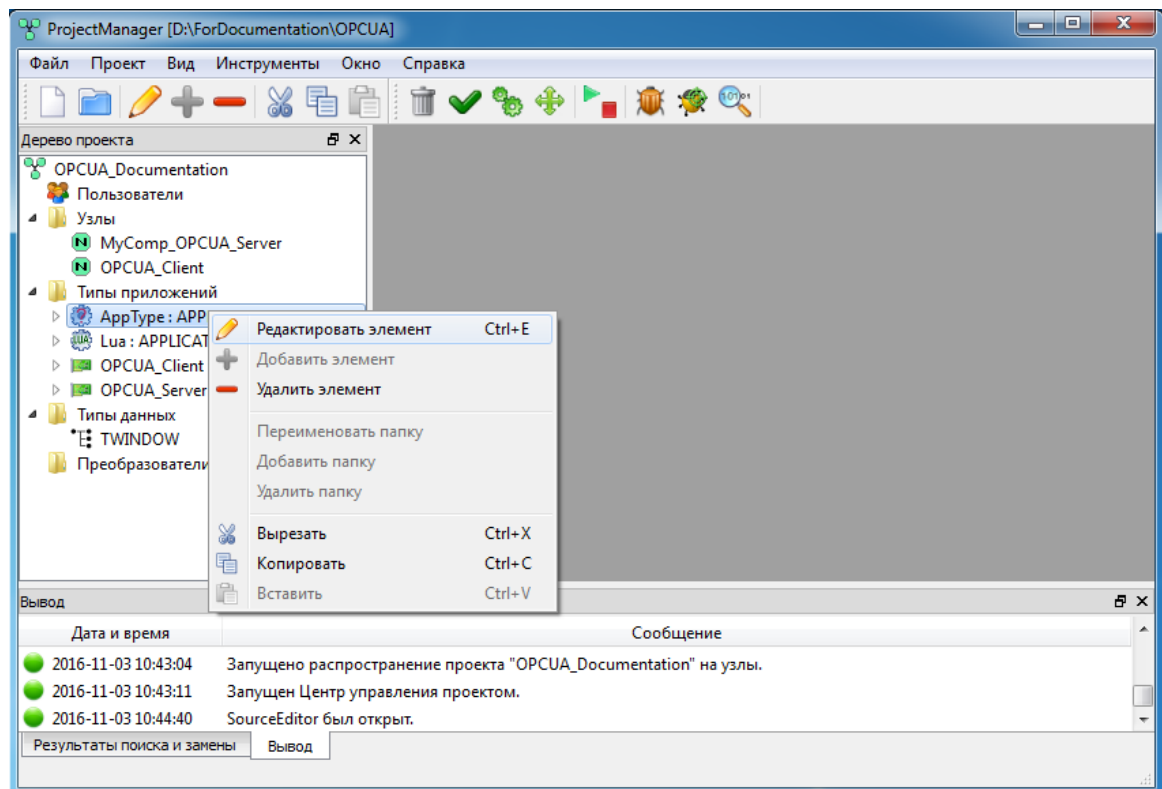 ProjectManager [D:\ForDocumentation\OPCUA]
Файл Проект Вид Инструменты Окно Справка
Дерево проекта
OPCUA_Documentation
Пользователи
Узлы
MyComp_OPCUA_Server
OPCUA_Client
Типы приложений
AppType : APP
Lua : APPLICAT
OPCUA_Client
OPCUA_Server
Типы данных
TWINDOW
Преобразователи
Редактировать элемент Ctrl+E
Добавить элемент
Удалить элемент
Переименовать папку
Добавить папку
Удалить папку
Вырезать Ctrl+X
Копировать Ctrl+C
Вставить Ctrl+V
Вывод
Дата и время Сообщение
2016-11-03 10:43:04 Запущено распространение проекта "OPCUA_Documentation" на узлы.
2016-11-03 10:43:11 Запущен Центр управления проектом.
2016-11-03 10:44:40 SourceEditor был открыт.
Результаты поиска и замены Вывод